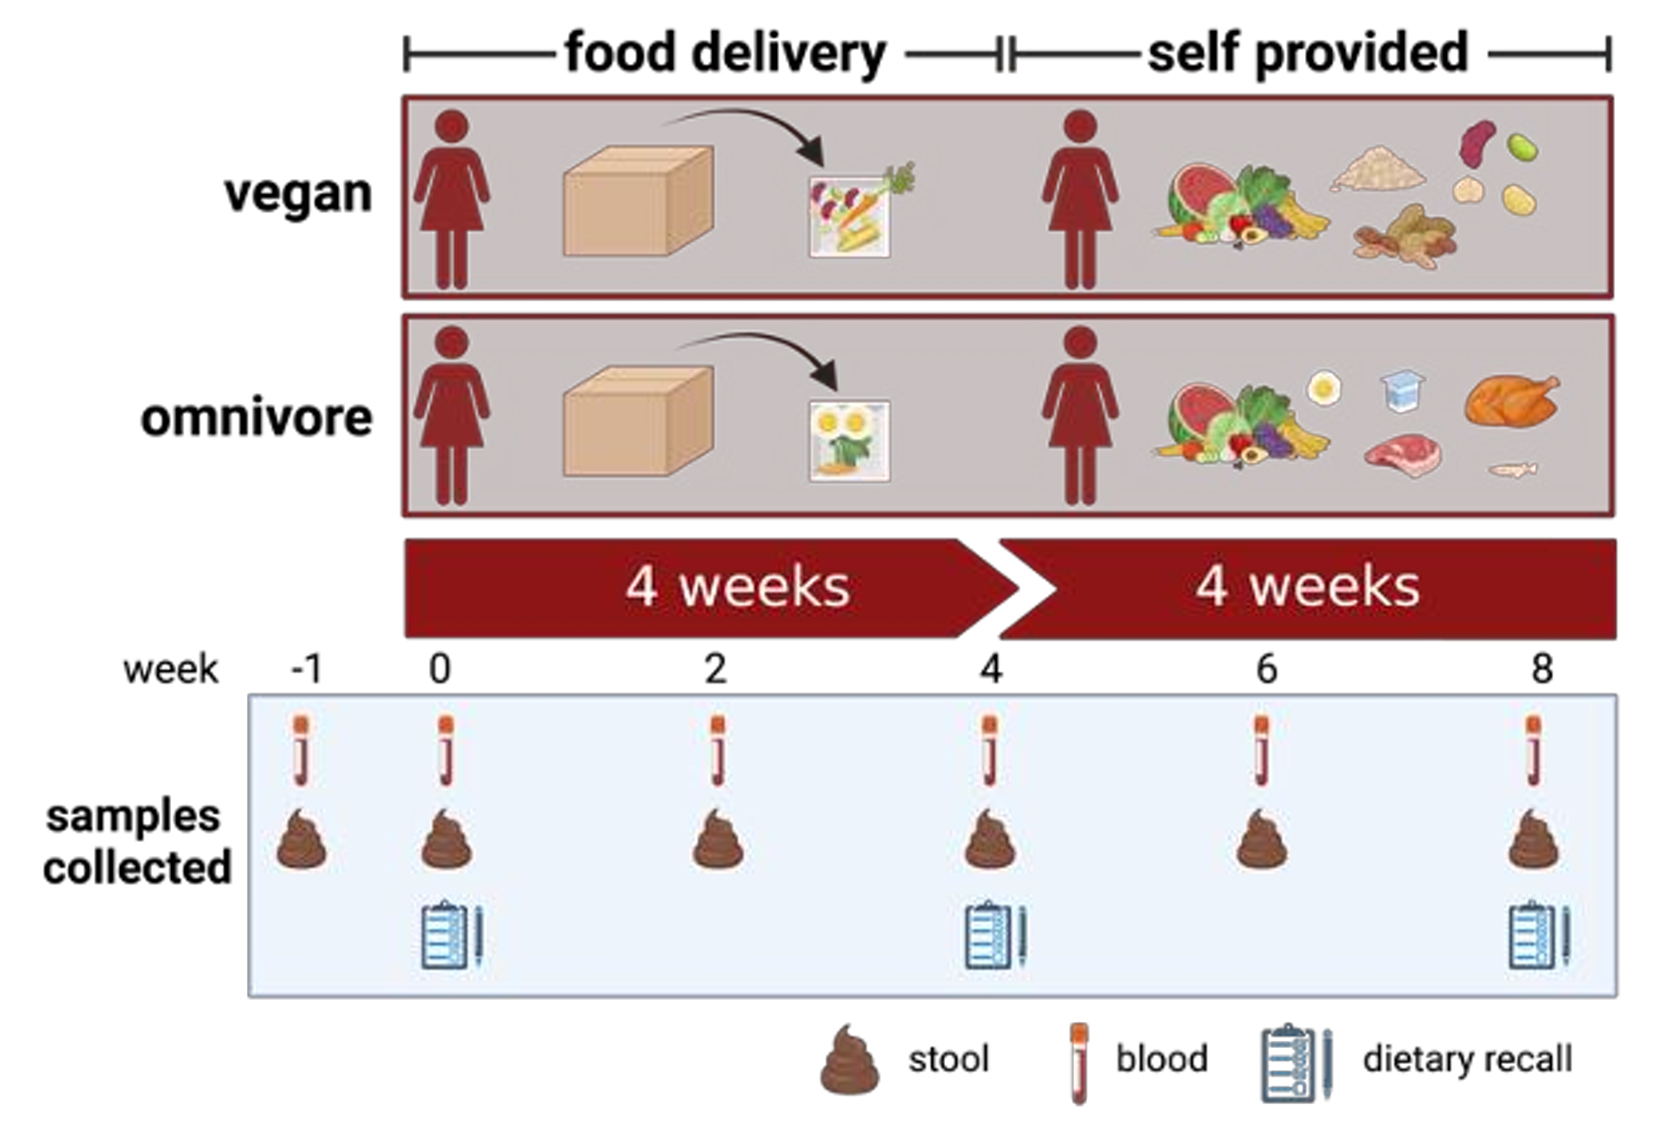 food delivery self provided
vegan
omnivore
4 weeks 4 weeks
week -1 0 2 4 6 8
samples
collected
stool blood dietary recall